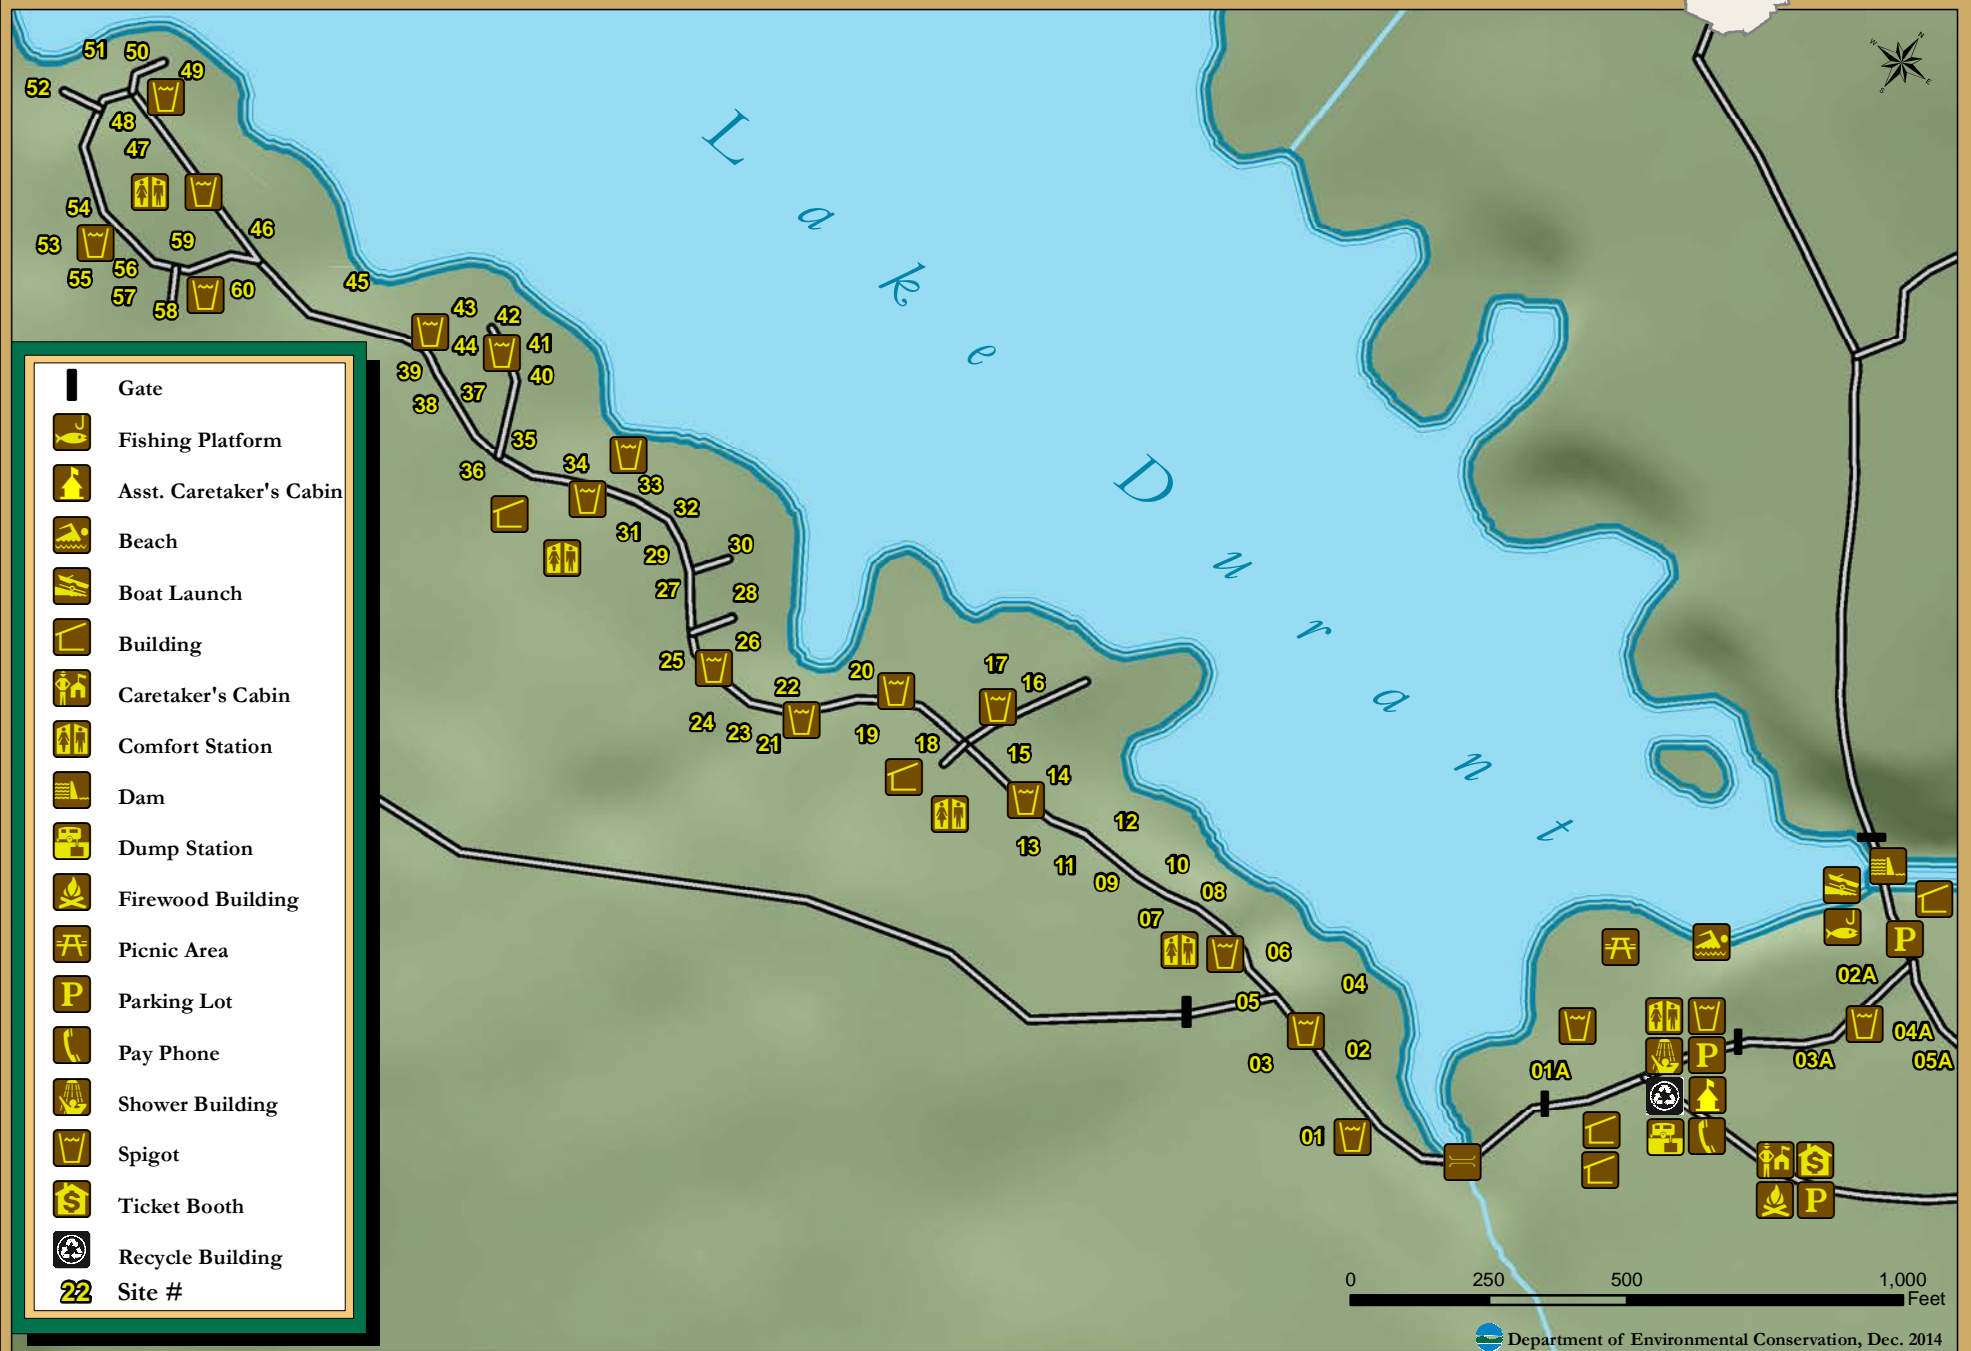 51 50
49
52
48
47
54
53
59
46
56
55
57
58
60
45
43
42
44
41
39
40
37
38
35
36
34
33
32
31
29
30
27
28
26
25
22
20
17
16
24
23
21
19
18
15
14
13
12
11
10
09
08
07
06
05
04
03
02
01
01A
02A
03A
04A
05A
Lake Durant
N
W
E
S
P
P
P
Gate
Fishing Platform
Asst. Caretaker's Cabin
Beach
Boat Launch
Building
Caretaker's Cabin
Comfort Station
Dam
Dump Station
Firewood Building
Picnic Area
P Parking Lot
Pay Phone
Shower Building
Spigot
$ Ticket Booth
Recycle Building
22 Site #
$
0 250 500 1,000
Feet
Department of Environmental Conservation, Dec. 2014